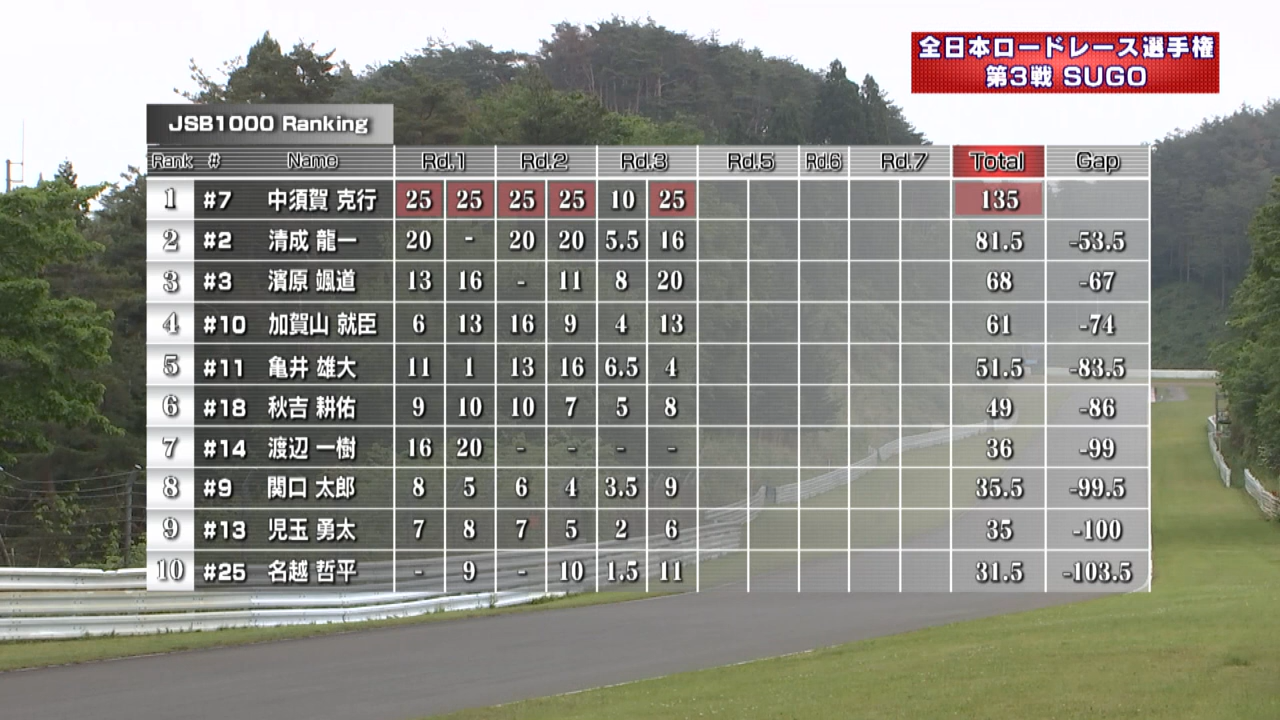 全日本ロードレース選手権
第3戦 SUGO
JSB1000 Ranking
Rank # Name Rd.1 Rd.2 Rd.3 Rd.5 Rd.6 Rd.7 Total Gap
1 #7 中須賀 克行 25 25 25 25 10 25 135
2 #2 清成 龍一 20 - 20 20 5.5 16 81.5 -53.5
3 #3 濱原 颯道 13 16 - 11 8 20 68 -67
4 #10 加賀山 就臣 6 13 16 9 4 13 61 -74
5 #11 亀井 雄大 11 1 13 16 6.5 4 51.5 -83.5
6 #18 秋吉 耕佑 9 10 10 7 5 8 49 -86
7 #14 渡辺 一樹 16 20 - - - - 36 -99
8 #9 関口 太郎 8 5 6 4 3.5 9 35.5 -99.5
9 #13 児玉 勇太 7 8 7 5 2 6 35 -100
10 #25 名越 哲平 - 9 - 10 1.5 11 31.5 -103.5